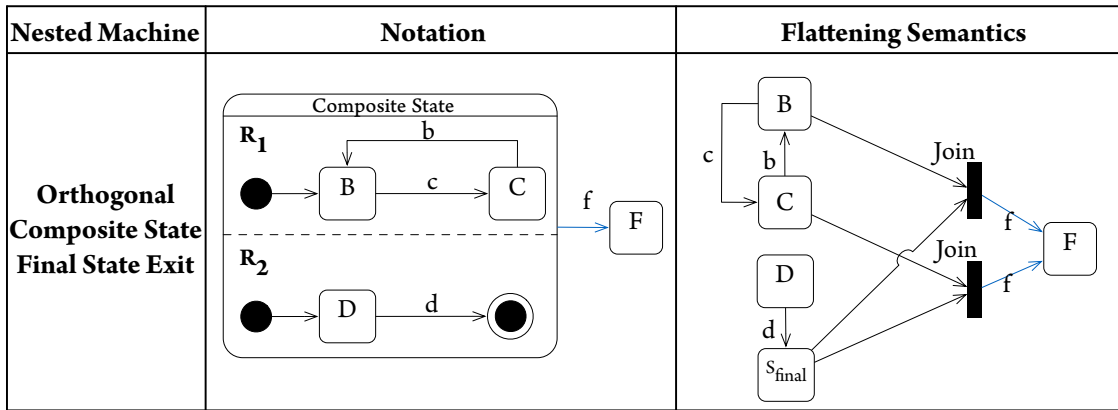 Nested Machine
Notation
Flattening Semantics
Orthogonal
Composite State
Final State Exit
Composite State
R1
b
B
c
C
f
F
R2
D
d
B
c
b
Join
C
f
F
Join
f
D
d
Sfinal